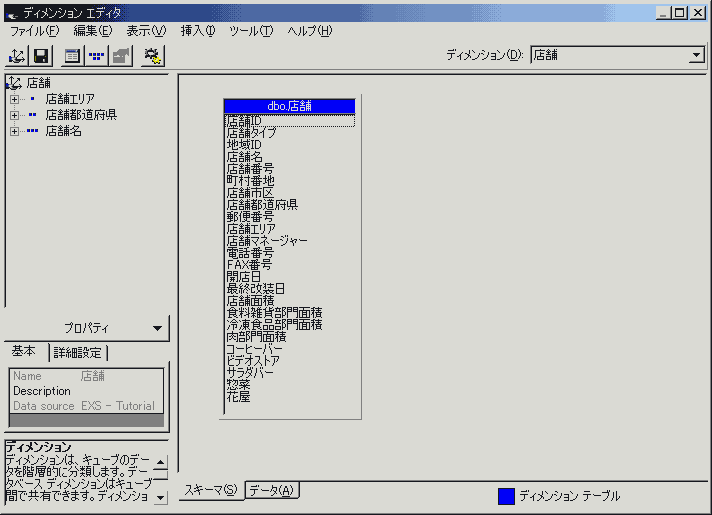 ディメンション エディタ
ファイル(F) 編集(E) 表示(V) 挿入(I) ツール(T) ヘルプ(H)
ディメンション(D): 店舗
店舗
店舗エリア
店舗都道府県
店舗名
プロパティ
基本 詳細設定
Name 店舗
Description
Data source EXS - Tutorial
ディメンション
ディメンションは、キューブのデー
タを階層的に分類します。デー
タベース ディメンションはキューブ
間で共有できます。ディメンショ
dbo.店舗
店舗ID
店舗タイプ
地域ID
店舗名
店舗番号
町村番地
店舗市区
店舗都道府県
郵便番号
店舗エリア
店舗マネージャー
電話番号
FAX番号
開店日
最終改装日
店舗面積
食料雑貨部門面積
冷凍食品部門面積
肉部門面積
コーヒーバー
ビデオストア
サラダバー
惣菜
花屋
スキーマ(S) データ(A)
ディメンション テーブル